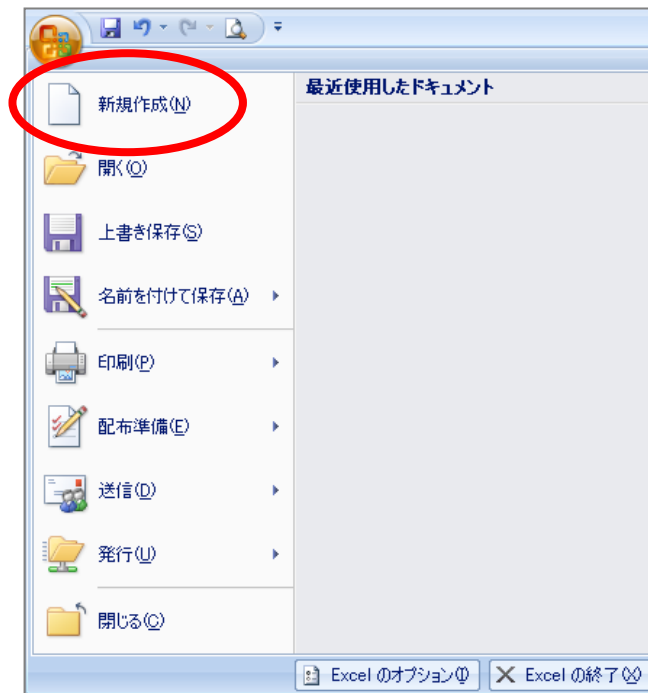 最近使用したドキュメント
新規作成(N)
開く(O)
上書き保存(S)
名前を付けて保存(A)
印刷(P)
配布準備(E)
送信(D)
発行(U)
閉じる(C)
Excel のオプション(I)
Excel の終了(X)